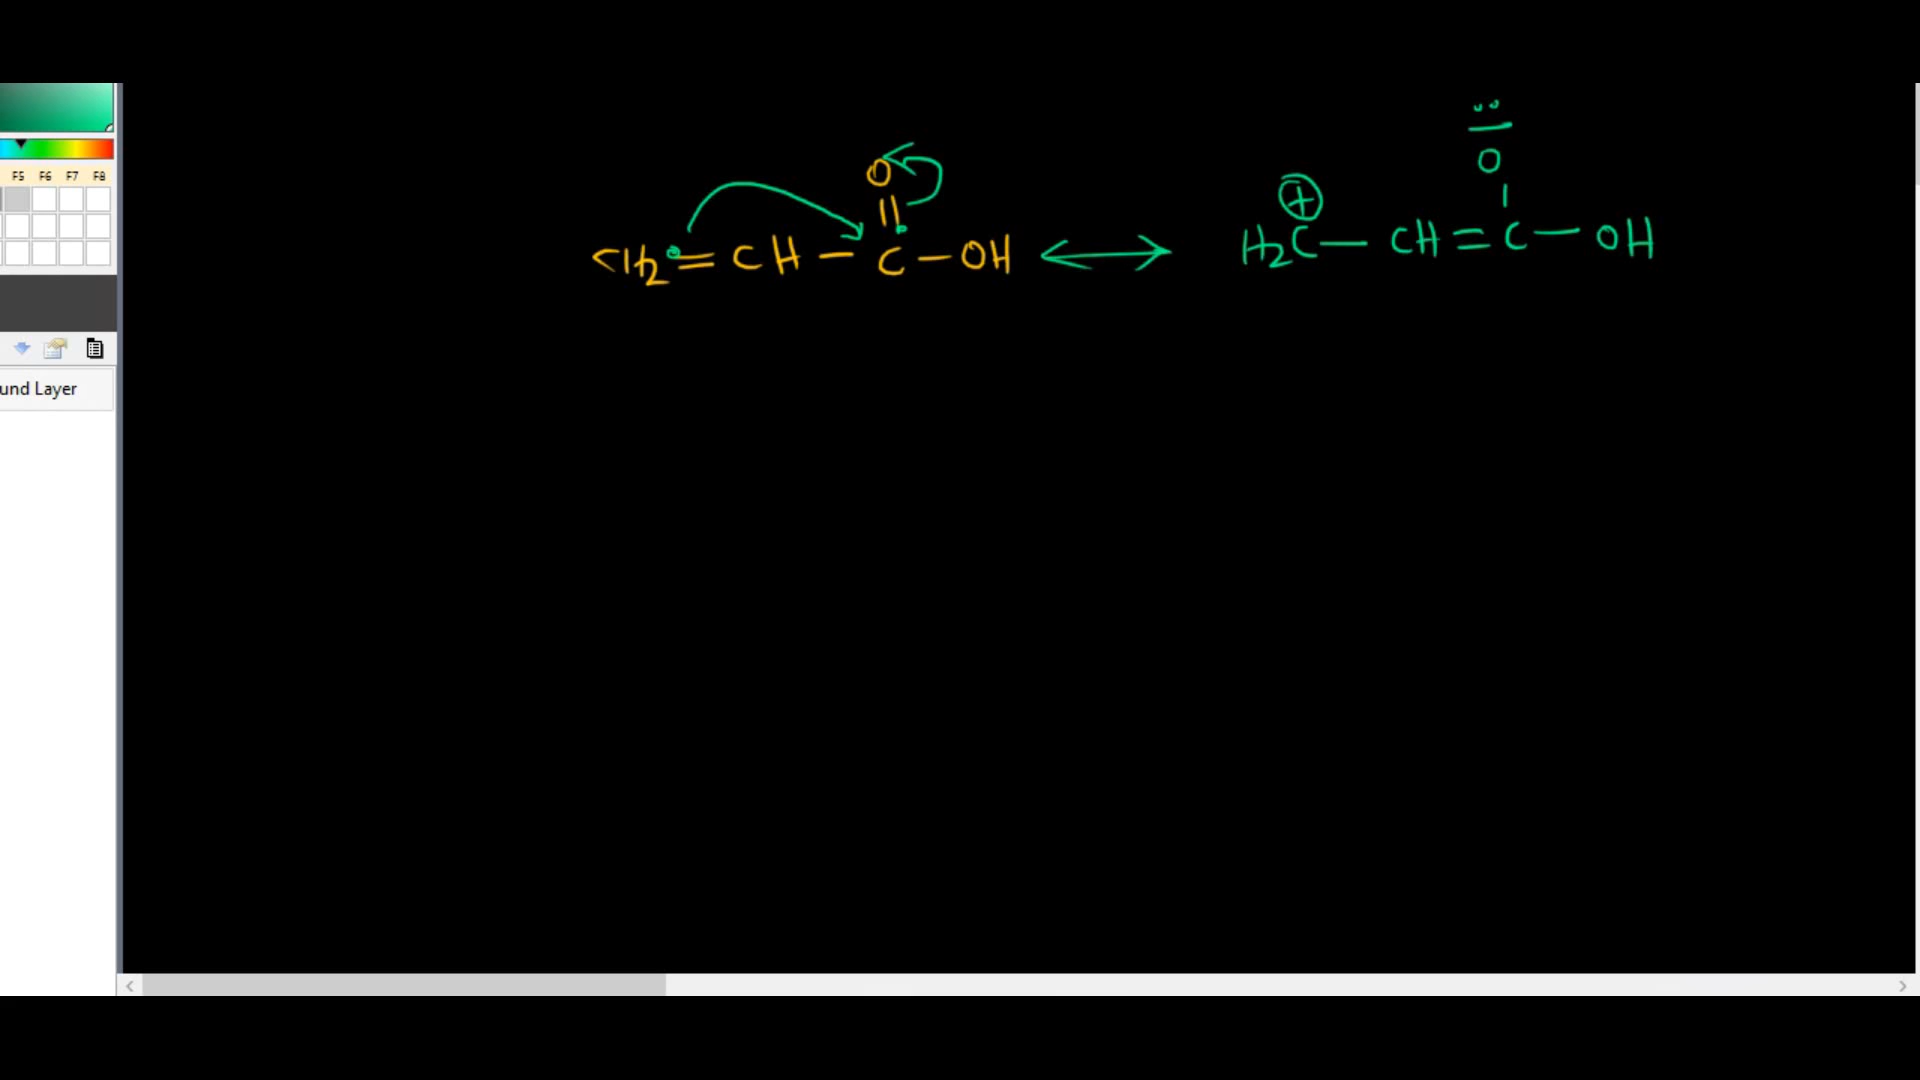 F5 F6 F7 F8
und Layer
O
||
CH2 = CH - C - OH ⟷ H2C - CH = C - OH
⊕
..
–
O
|